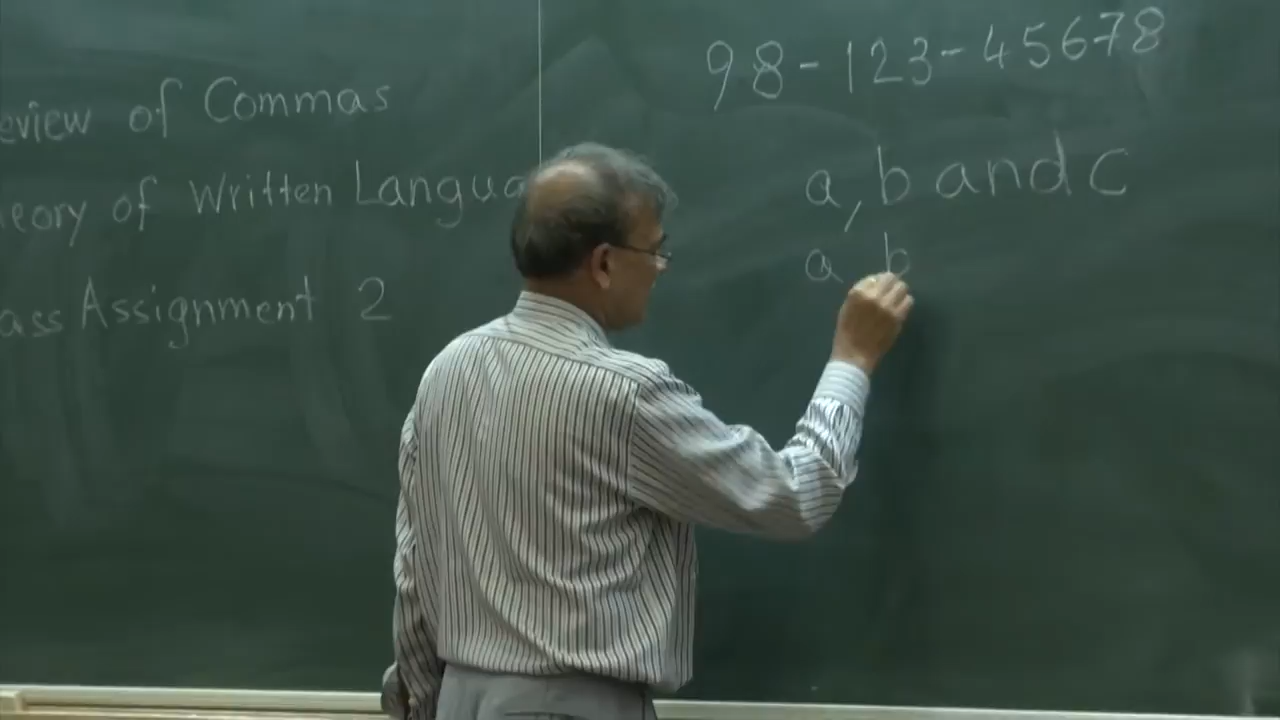 eview of Commas
eory of Written Langua
ass Assignment 2
98-123-45678
a, b and c
a b